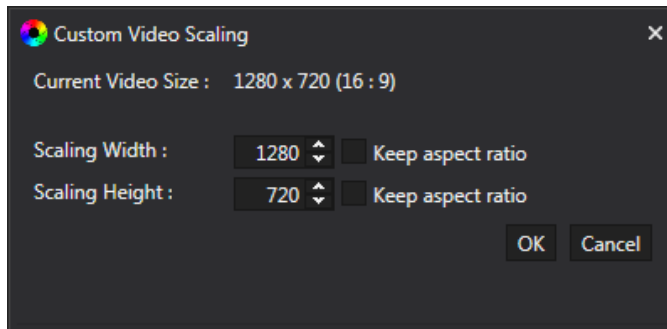 Custom Video Scaling
Current Video Size : 1280 x 720 (16 : 9)
Scaling Width : 1280 Keep aspect ratio
Scaling Height : 720 Keep aspect ratio
OK Cancel